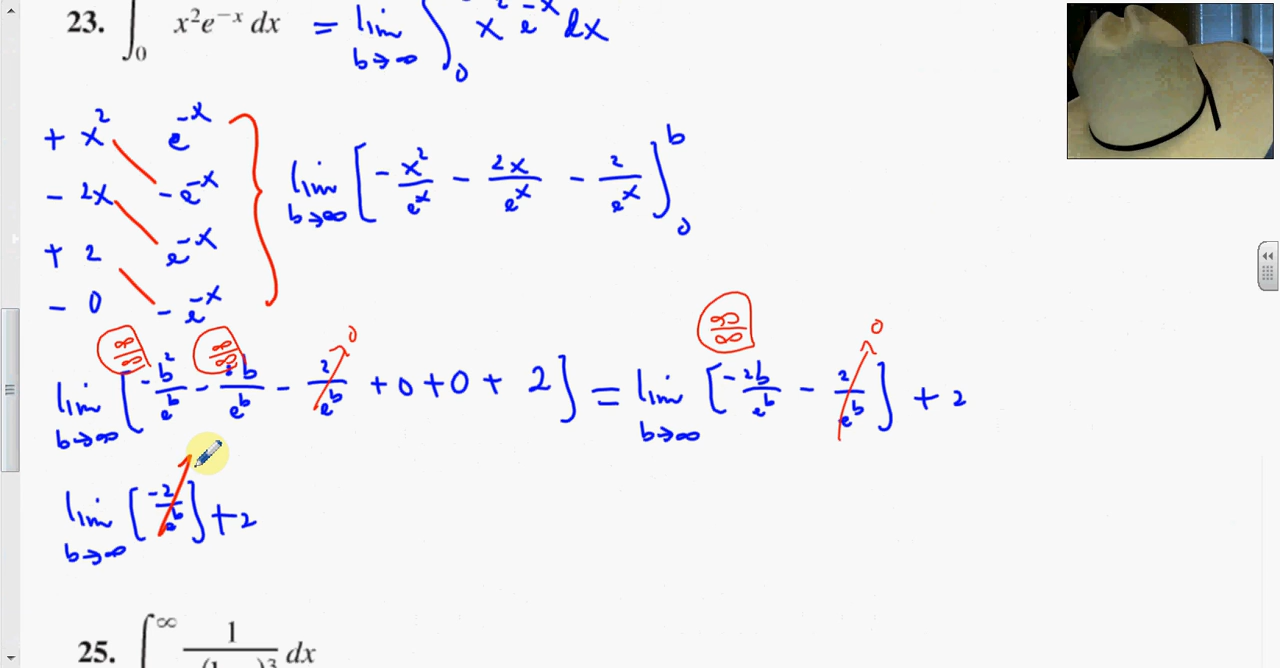 23. ∫₀ x²e⁻ˣ dx = lim b→∞ ∫₀ x² e⁻ˣ dx
+ x² e⁻ˣ
- 2x -e⁻ˣ
+ 2 e⁻ˣ
- 0 -e⁻ˣ
lim b→∞ [ -x²/eˣ - 2x/eˣ - 2/eˣ ]₀ᵇ
∞/∞ ∞/∞ 0 ∞/∞ 0
lim b→∞ [ -b²/eᵇ - 2b/eᵇ - 2/eᵇ + 0 + 0 + 2 ] = lim b→∞ [ -2b/eᵇ - 2/eᵇ ] + 2
lim b→∞ [ -2/eᵇ ] + 2
25. ∫^∞ 1/( )³ dx